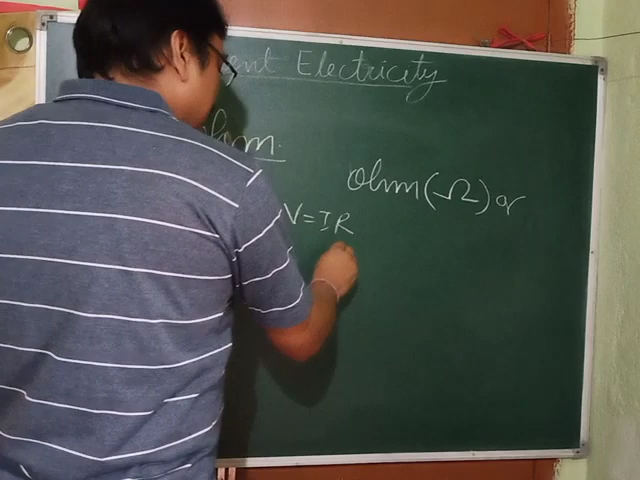 Electricity
ohm (Ω) or
V = IR